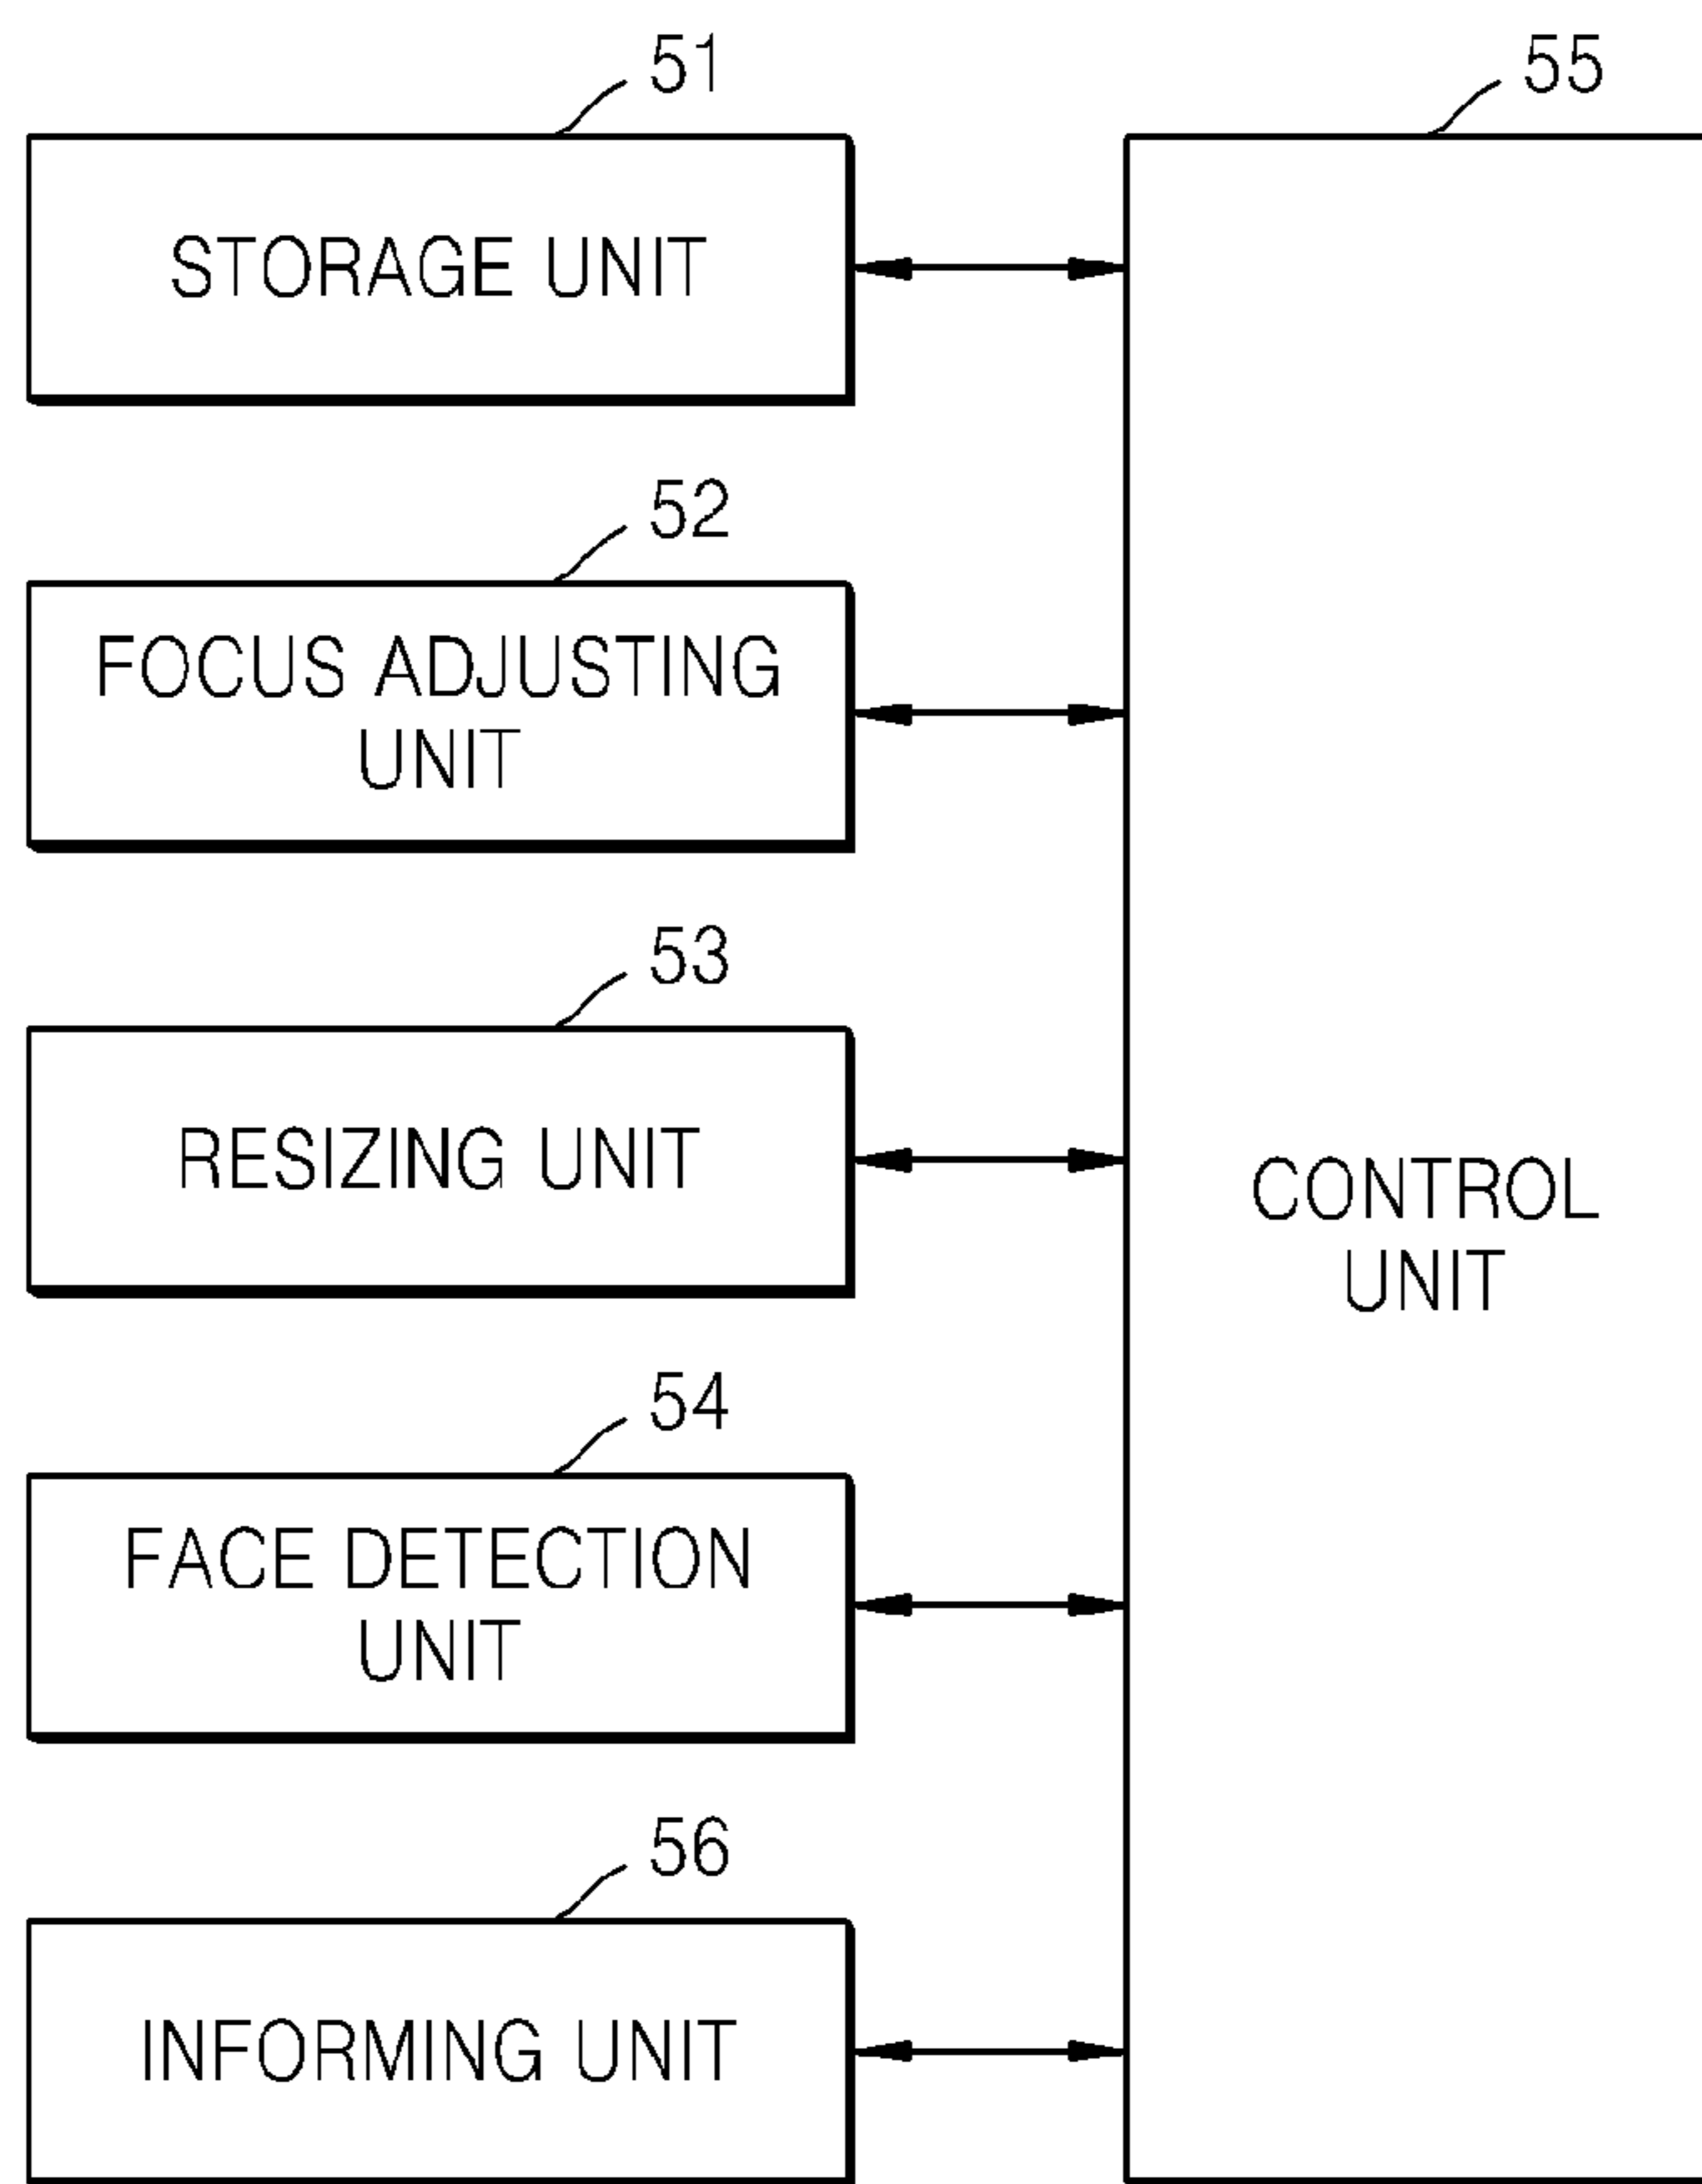 51
STORAGE UNIT
52
FOCUS ADJUSTING
UNIT
53
RESIZING UNIT
54
FACE DETECTION
UNIT
56
INFORMING UNIT
55
CONTROL
UNIT